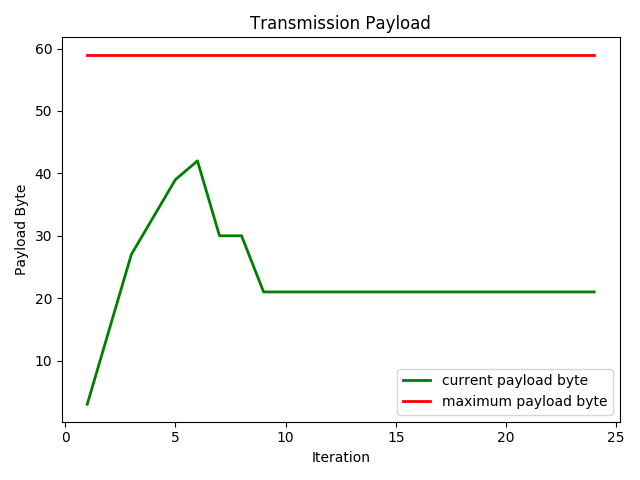 Transmission Payload
60
50
40
30
20
10
Payload Byte
current payload byte
maximum payload byte
0 5 10 15 20 25
Iteration